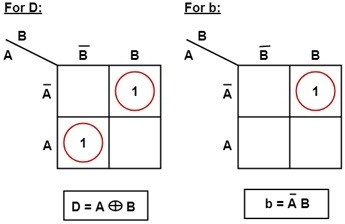 For D:
B
A
B̅ B
A̅ 1
A 1
D = A ⊕ B
For b:
B
A
B̅ B
A̅ 1
A
b = A̅ B